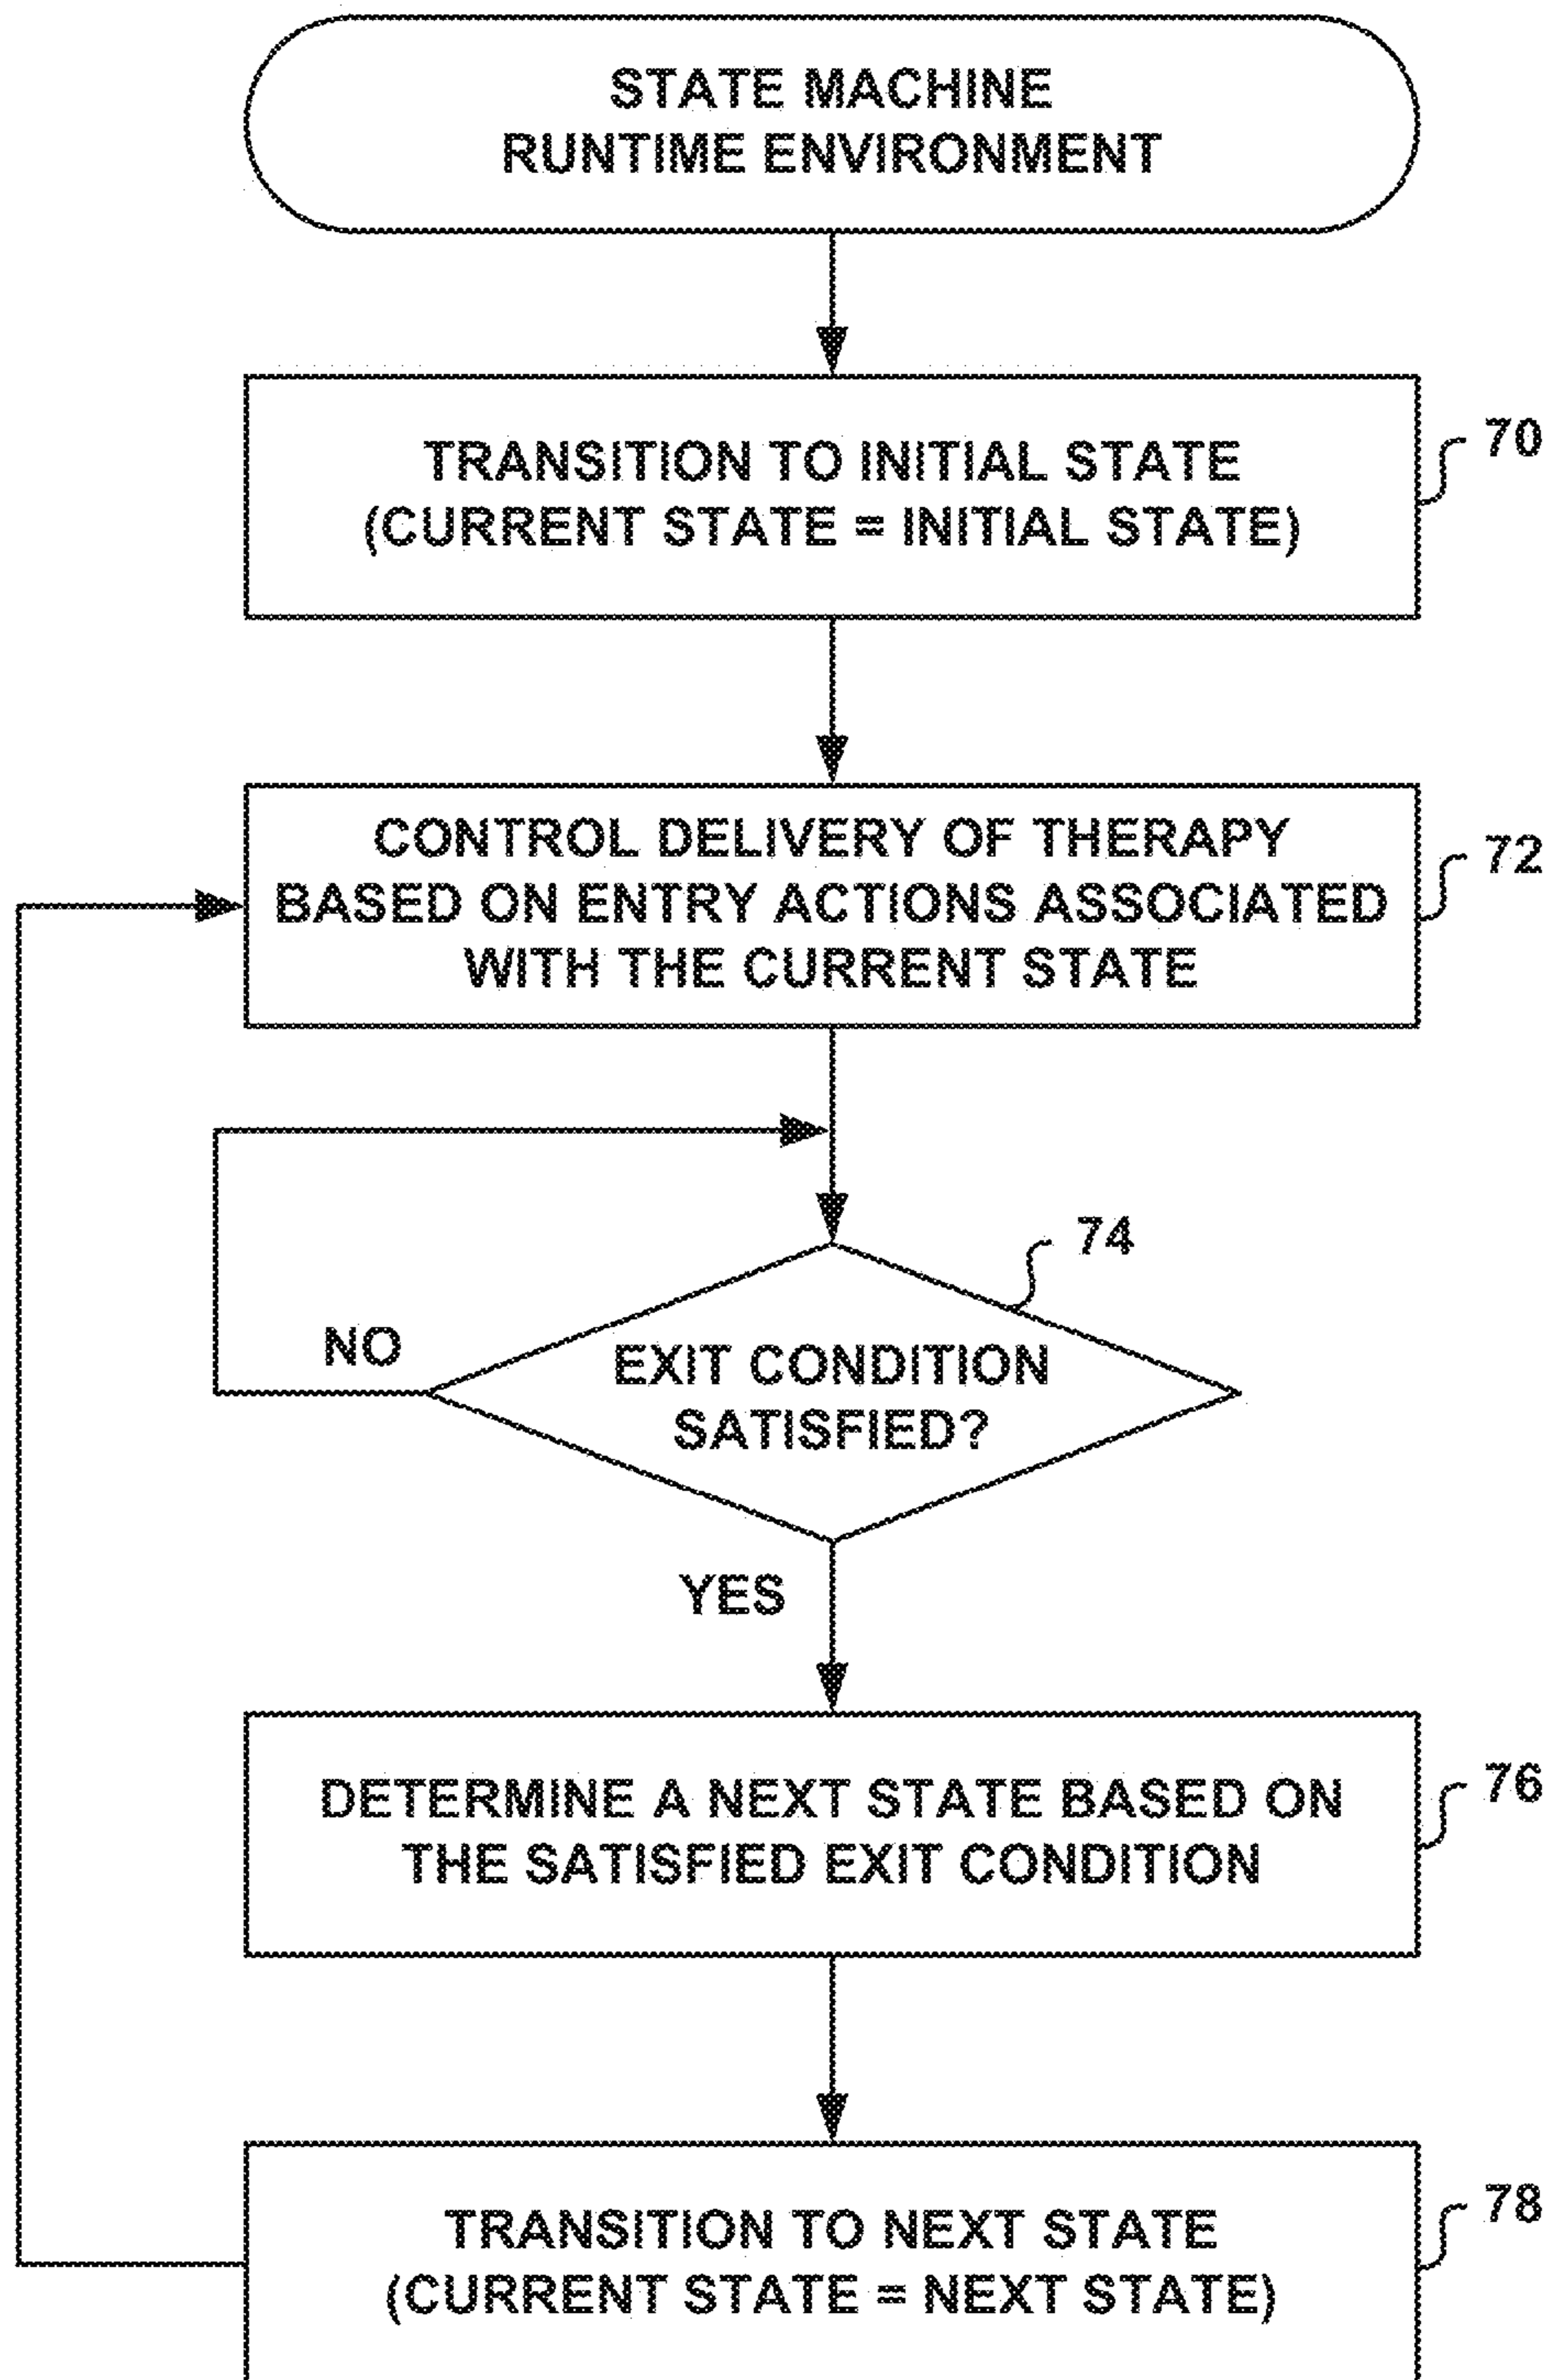 STATE MACHINE
RUNTIME ENVIRONMENT
TRANSITION TO INITIAL STATE
(CURRENT STATE = INITIAL STATE)
70
CONTROL DELIVERY OF THERAPY
BASED ON ENTRY ACTIONS ASSOCIATED
WITH THE CURRENT STATE
72
74
NO
EXIT CONDITION
SATISFIED?
YES
DETERMINE A NEXT STATE BASED ON
THE SATISFIED EXIT CONDITION
76
TRANSITION TO NEXT STATE
(CURRENT STATE = NEXT STATE)
78